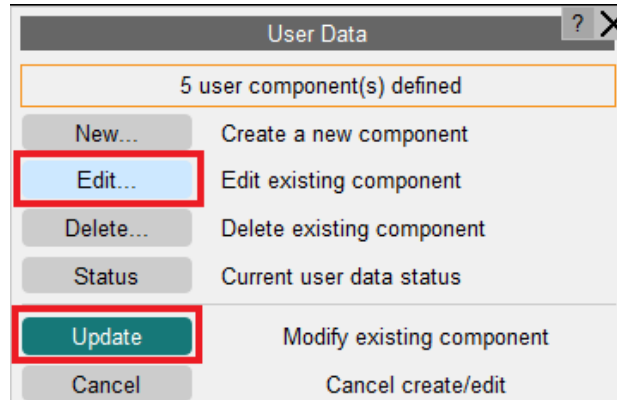 User Data
?
5 user component(s) defined
New... Create a new component
Edit... Edit existing component
Delete... Delete existing component
Status Current user data status
Update Modify existing component
Cancel Cancel create/edit